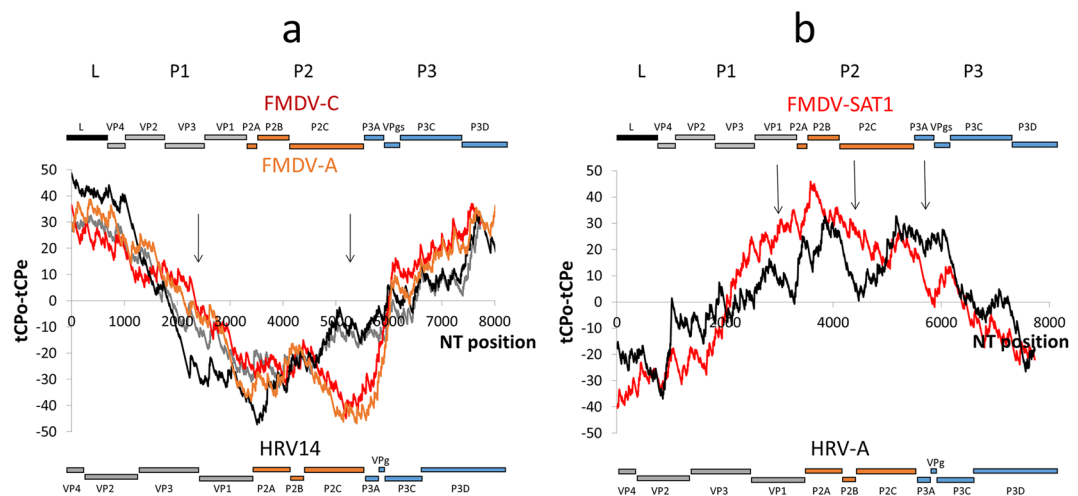 a
L P1 P2 P3
FMDV-C
VP4 VP2 VP3 VP1 P2A P2B P2C P3A VPgs P3C P3D
FMDV-A
50
40
30
20
10
0
-10
-20
-30
-40
-50
tCPo-tCPe
0 1000 2000 3000 4000 5000 6000 7000 8000
NT position
HRV14
VPg
VP4 VP2 VP3 VP1 P2A P2B P2C P3A P3C P3D
b
L P1 P2 P3
FMDV-SAT1
VP4 VP2 VP3 VP1 P2A P2B P2C P3A VPgs P3C P3D
50
40
30
20
10
0
-10
-20
-30
-40
-50
tCPo-tCPe
0 2000 4000 6000 8000
NT position
HRV-A
VPg
VP4 VP2 VP3 VP1 P2A P2B P2C P3A P3C P3D